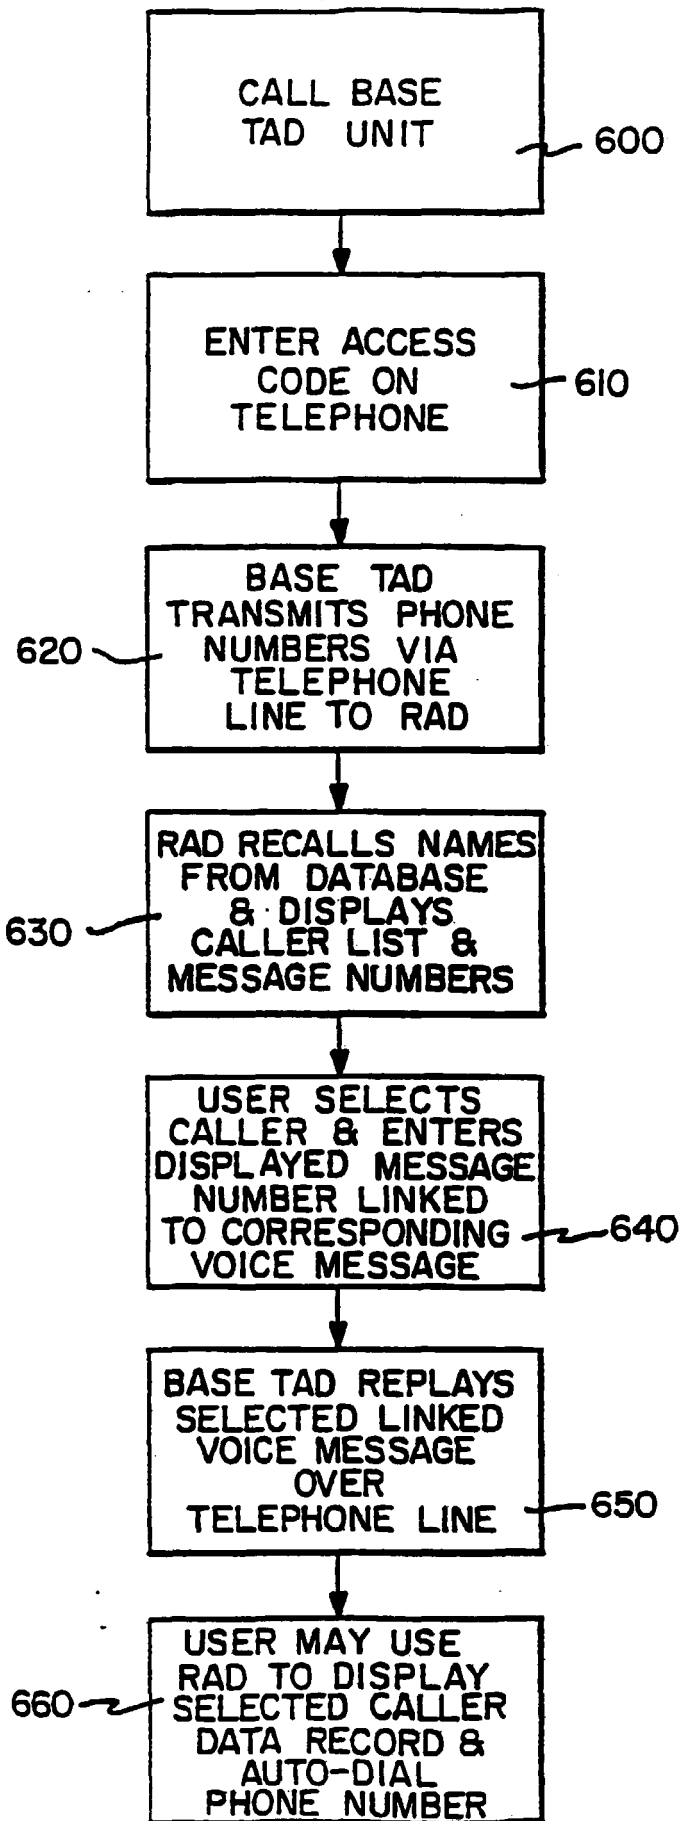 CALL BASE
TAD UNIT
600
ENTER ACCESS
CODE ON
TELEPHONE
610
BASE TAD
TRANSMITS PHONE
NUMBERS VIA
TELEPHONE
LINE TO RAD
620
RAD RECALLS NAMES
FROM DATABASE
& DISPLAYS
CALLER LIST &
MESSAGE NUMBERS
630
USER SELECTS
CALLER & ENTERS
DISPLAYED MESSAGE
NUMBER LINKED
TO CORRESPONDING
VOICE MESSAGE
640
BASE TAD REPLAYS
SELECTED LINKED
VOICE MESSAGE
OVER
TELEPHONE LINE
650
USER MAY USE
RAD TO DISPLAY
SELECTED CALLER
DATA RECORD &
AUTO-DIAL
PHONE NUMBER
660